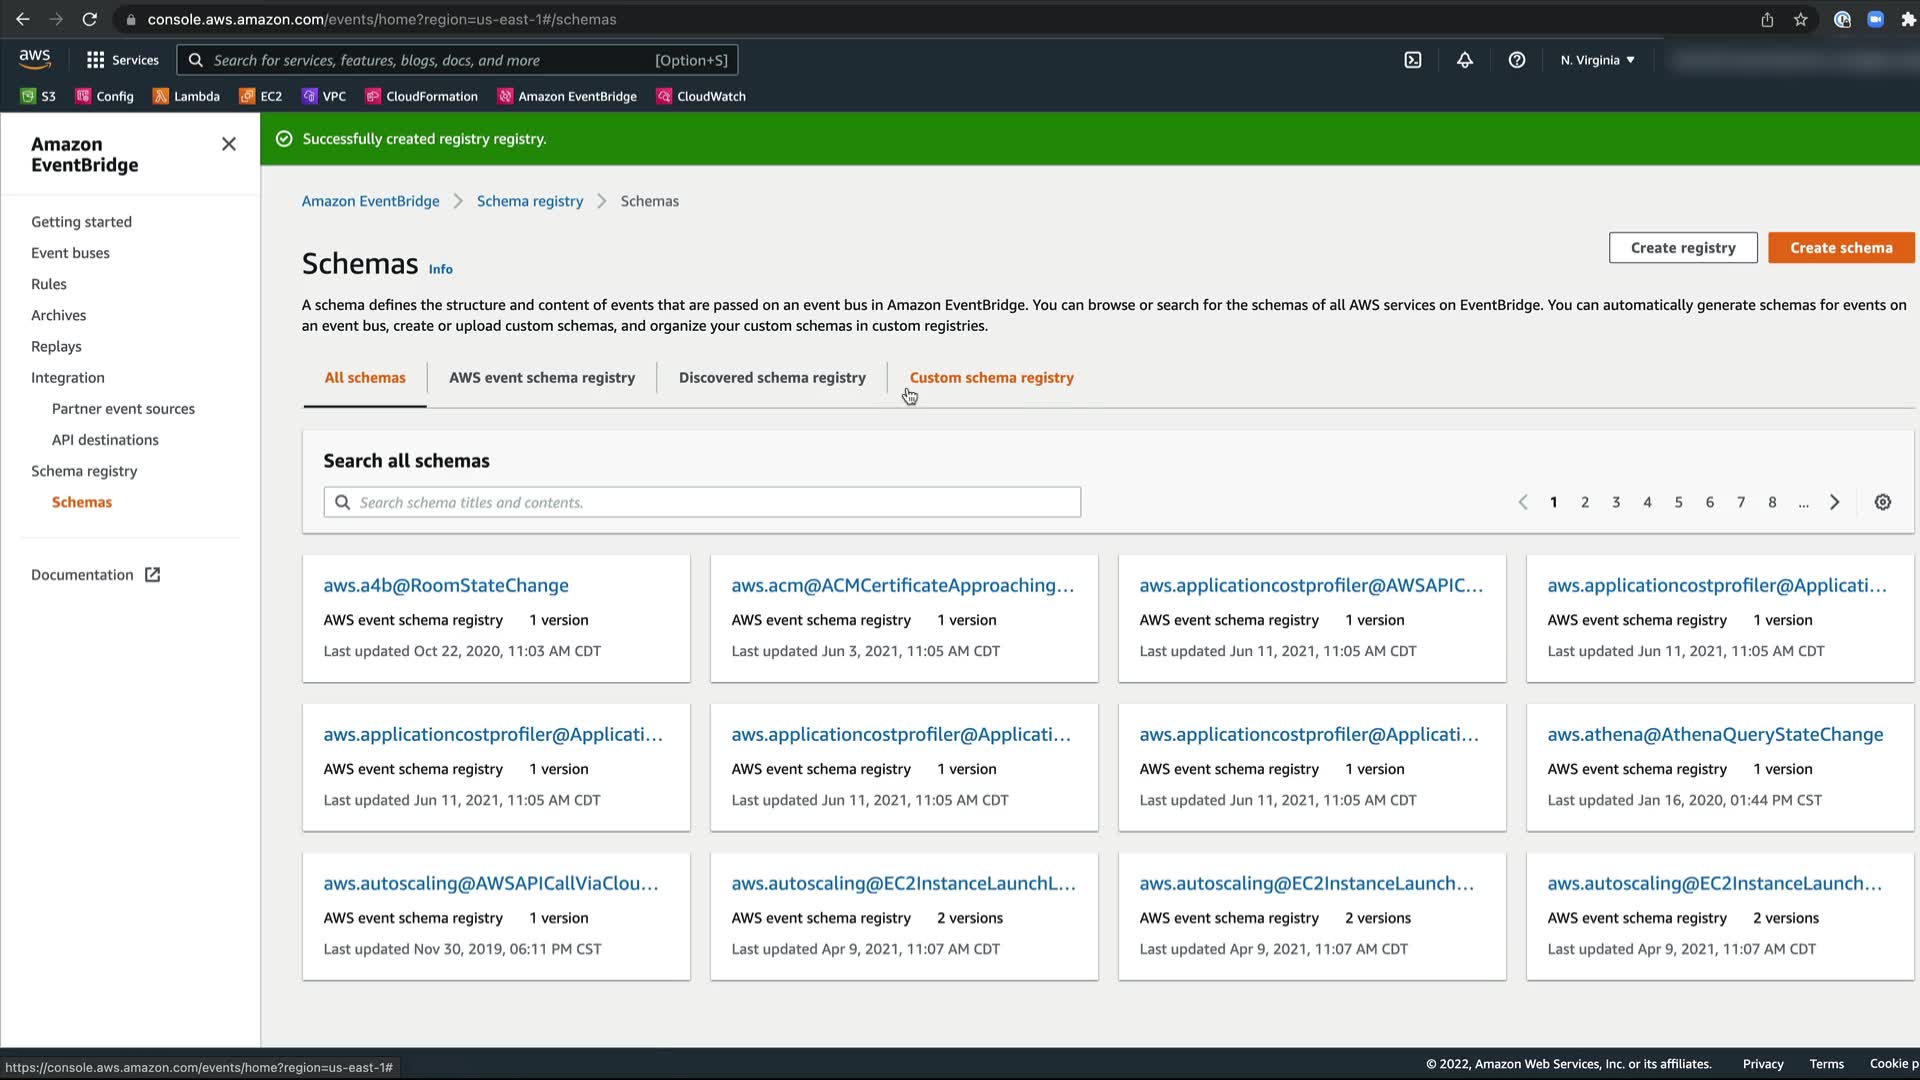 console.aws.amazon.com/events/home?region=us-east-1#/schemas
aws
Services
Search for services, features, blogs, docs, and more
[Option+S]
N. Virginia
S3
Config
Lambda
EC2
VPC
CloudFormation
Amazon EventBridge
CloudWatch
Amazon
EventBridge
Getting started
Event buses
Rules
Archives
Replays
Integration
Partner event sources
API destinations
Schema registry
Schemas
Documentation
Successfully created registry registry.
Amazon EventBridge
Schema registry
Schemas
Schemas Info
Create registry
Create schema
A schema defines the structure and content of events that are passed on an event bus in Amazon EventBridge. You can browse or search for the schemas of all AWS services on EventBridge. You can automatically generate schemas for events on
an event bus, create or upload custom schemas, and organize your custom schemas in custom registries.
All schemas
AWS event schema registry
Discovered schema registry
Custom schema registry
Search all schemas
Search schema titles and contents.
1 2 3 4 5 6 7 8 ...
aws.a4b@RoomStateChange
AWS event schema registry 1 version
Last updated Oct 22, 2020, 11:03 AM CDT
aws.acm@ACMCertificateApproaching...
AWS event schema registry 1 version
Last updated Jun 3, 2021, 11:05 AM CDT
aws.applicationcostprofiler@AWSAPIC...
AWS event schema registry 1 version
Last updated Jun 11, 2021, 11:05 AM CDT
aws.applicationcostprofiler@Applicati...
AWS event schema registry 1 version
Last updated Jun 11, 2021, 11:05 AM CDT
aws.applicationcostprofiler@Applicati...
AWS event schema registry 1 version
Last updated Jun 11, 2021, 11:05 AM CDT
aws.applicationcostprofiler@Applicati...
AWS event schema registry 1 version
Last updated Jun 11, 2021, 11:05 AM CDT
aws.applicationcostprofiler@Applicati...
AWS event schema registry 1 version
Last updated Jun 11, 2021, 11:05 AM CDT
aws.athena@AthenaQueryStateChange
AWS event schema registry 1 version
Last updated Jan 16, 2020, 01:44 PM CST
aws.autoscaling@AWSAPICallViaClou...
AWS event schema registry 1 version
Last updated Nov 30, 2019, 06:11 PM CST
aws.autoscaling@EC2InstanceLaunchL...
AWS event schema registry 2 versions
Last updated Apr 9, 2021, 11:07 AM CDT
aws.autoscaling@EC2InstanceLaunch...
AWS event schema registry 2 versions
Last updated Apr 9, 2021, 11:07 AM CDT
aws.autoscaling@EC2InstanceLaunch...
AWS event schema registry 2 versions
Last updated Apr 9, 2021, 11:07 AM CDT
https://console.aws.amazon.com/events/home?region=us-east-1#
© 2022, Amazon Web Services, Inc. or its affiliates.
Privacy
Terms
Cookie p